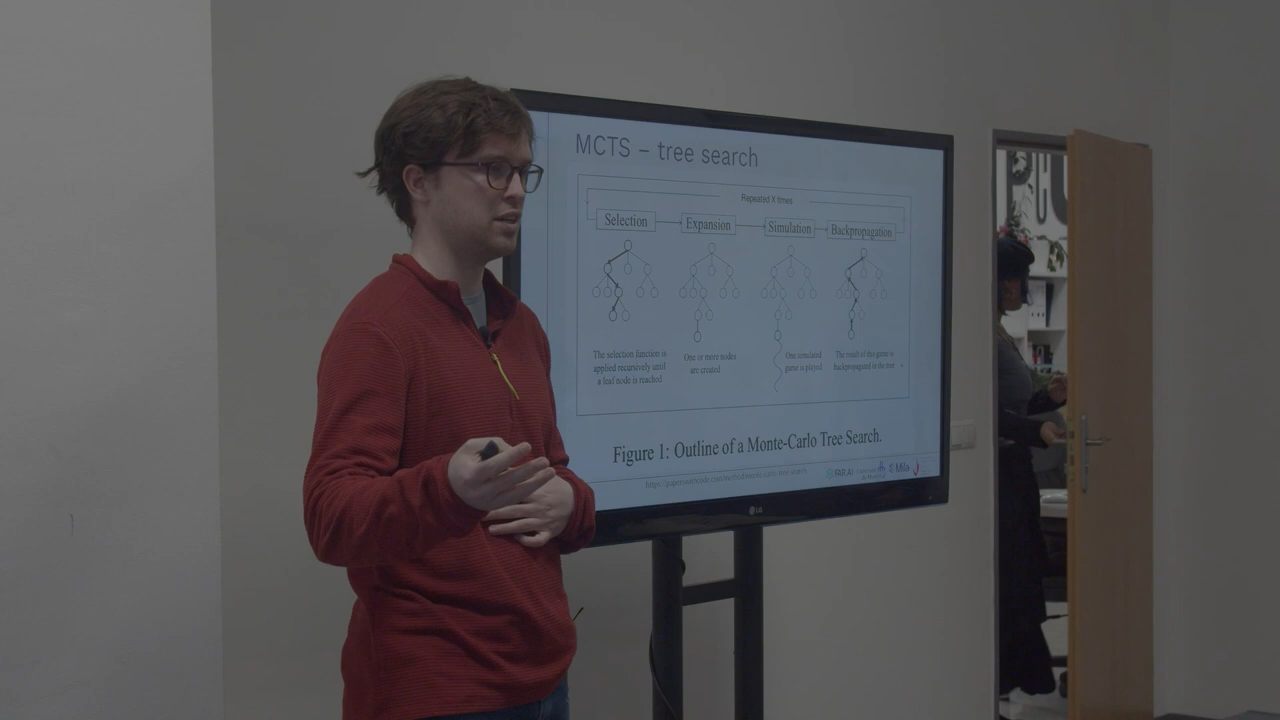 MCTS – tree search
Repeated X times
Selection
Expansion
Simulation
Backpropagation
The selection function is
applied recursively until
a leaf node is reached
One or more nodes
are created
One simulated
game is played
The result of this game is
backpropagated in the tree
Figure 1: Outline of a Monte-Carlo Tree Search.
FAR.AI
Mila
LG